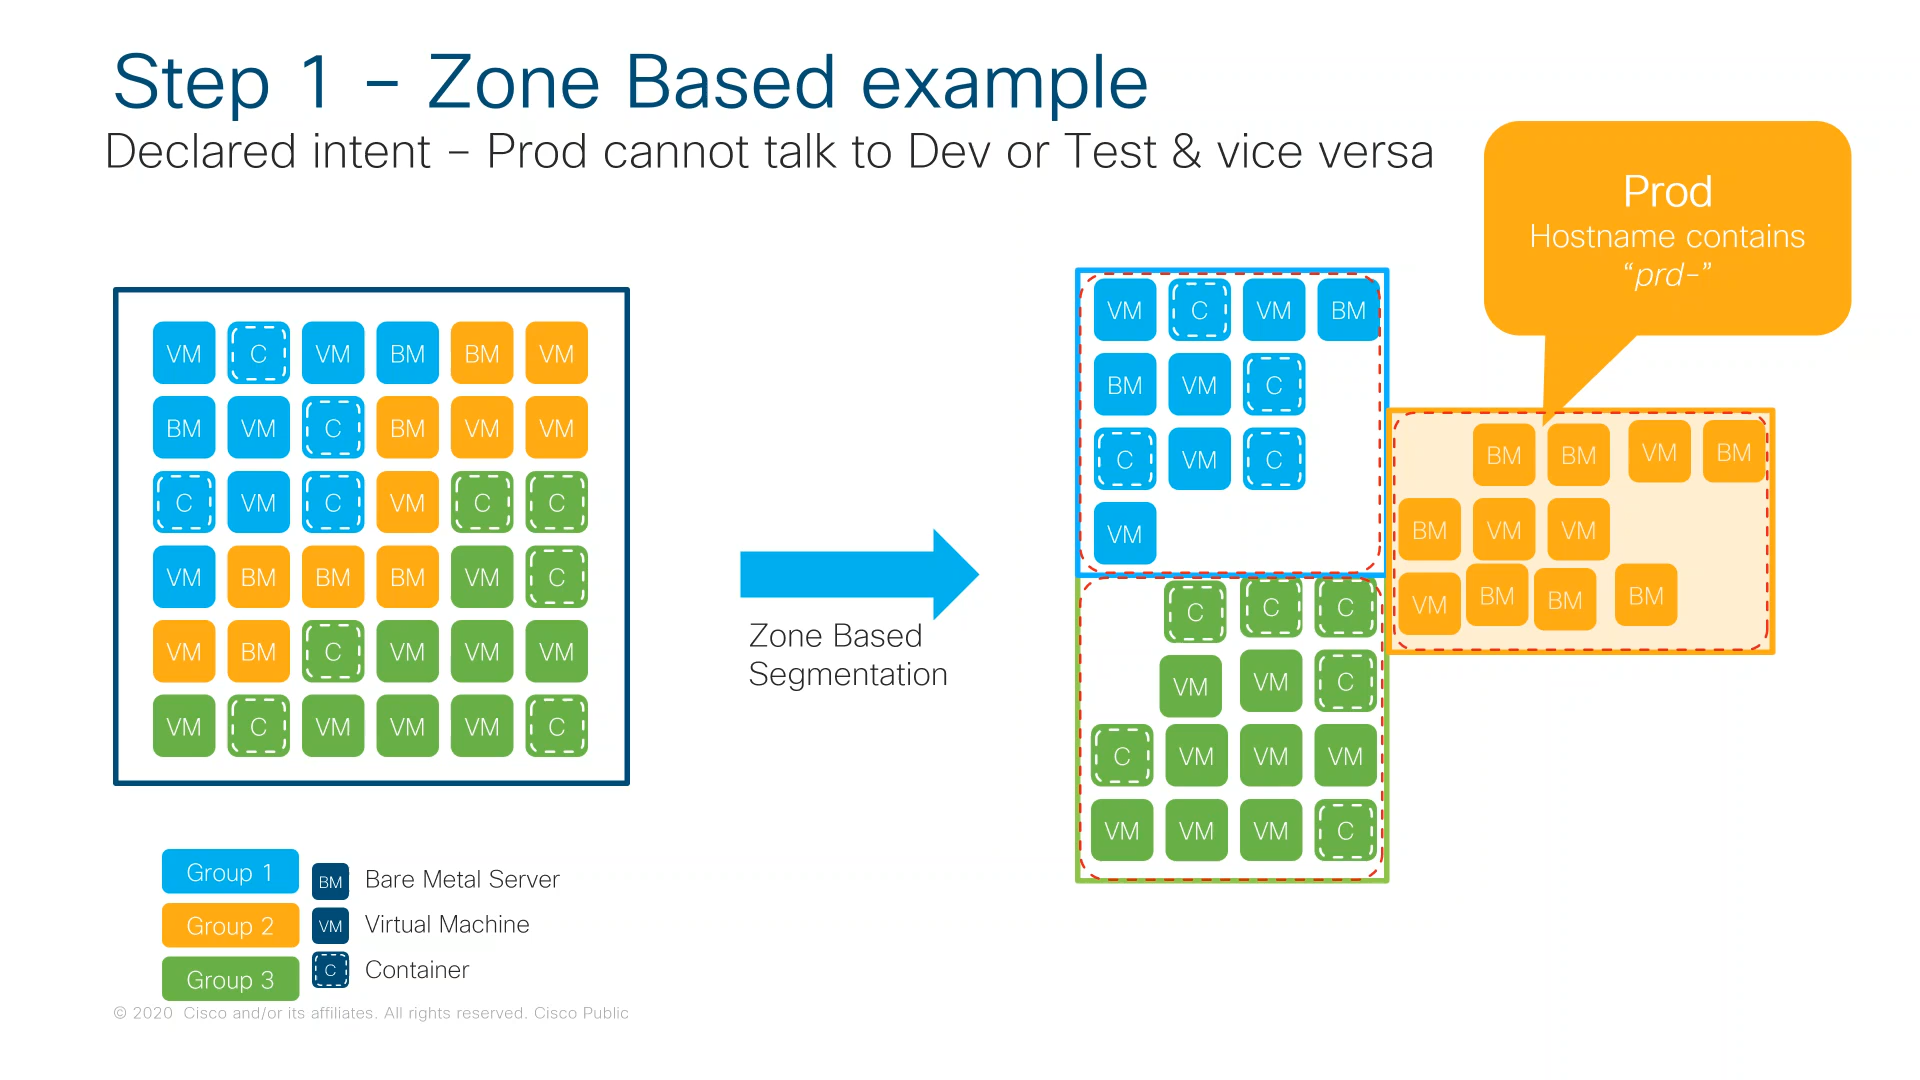 Step 1 – Zone Based example
Declared intent – Prod cannot talk to Dev or Test & vice versa
Prod
Hostname contains
“prd-”
VM C VM BM BM VM
BM VM C BM VM VM
C VM C VM C C
VM BM BM BM VM C
VM BM C VM VM VM
VM C VM VM VM C
Zone Based
Segmentation
VM C VM BM
BM VM C
C VM C
VM
BM BM VM BM
BM VM VM
VM BM BM BM
C C C
VM VM C
C VM VM VM
VM VM VM C
Group 1
Group 2
Group 3
BM Bare Metal Server
VM Virtual Machine
C Container
© 2020 Cisco and/or its affiliates. All rights reserved. Cisco Public